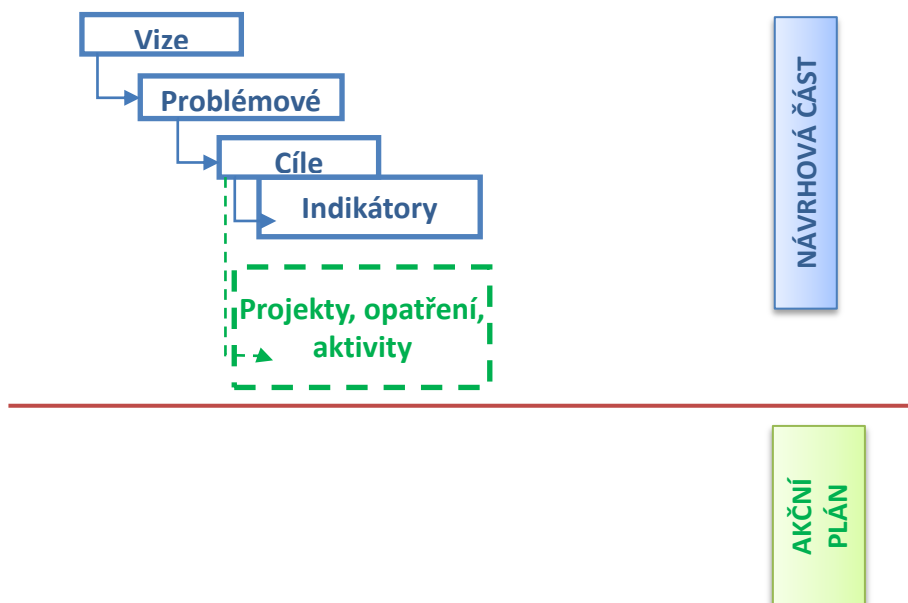 Vize
Problémové
Cíle
Indikátory
Projekty, opatření,
aktivity
NÁVRHOVÁ ČÁST
AKČNÍ
PLÁN